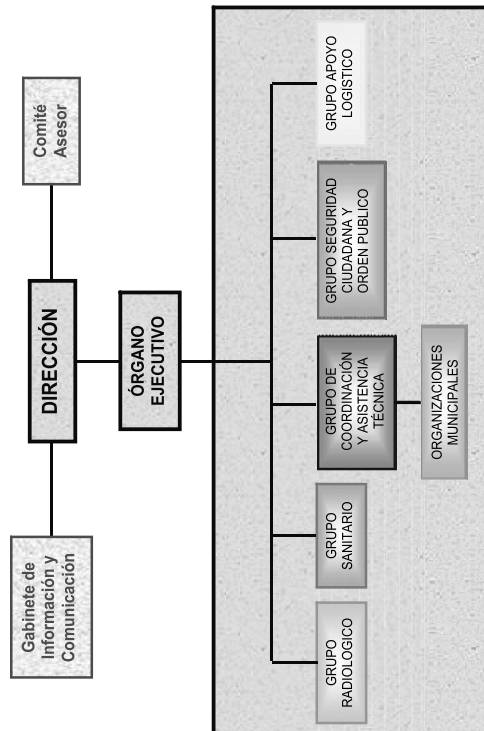 DIRECCIÓN
Gabinete de
Información y
Comunicación
Comité
Asesor
ÓRGANO
EJECUTIVO
GRUPO
RADIOLOGICO
GRUPO
SANITARIO
GRUPO DE
COORDINACIÓN
Y ASISTENCIA
TÉCNICA
GRUPO SEGURIDAD
CIUDADANA Y
ORDEN PUBLICO
GRUPO APOYO
LOGISTICO
ORGANIZACIONES
MUNICIPALES